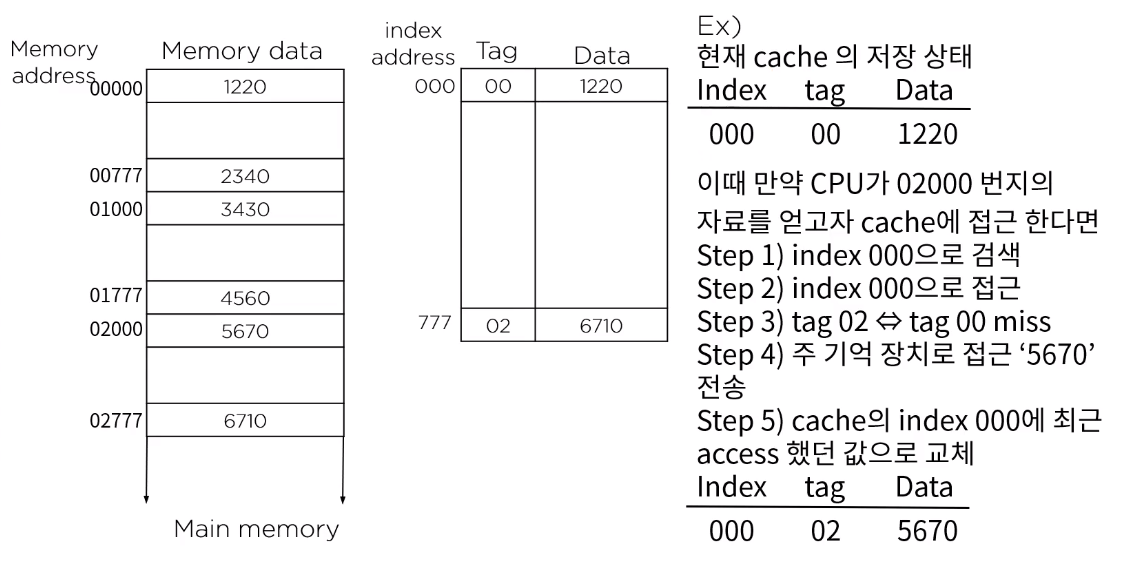 Memory
address
Memory data
00000
1220
00777
2340
01000
3430
01777
4560
02000
5670
02777
6710
Main memory
index
address
Tag
Data
000
00
1220
777
02
6710
Ex)
현재 cache 의 저장 상태
Index tag Data
000 00 1220
이때 만약 CPU가 02000 번지의
자료를 얻고자 cache에 접근 한다면
Step 1) index 000으로 검색
Step 2) index 000으로 접근
Step 3) tag 02 ⇔ tag 00 miss
Step 4) 주 기억 장치로 접근 ‘5670’
전송
Step 5) cache의 index 000에 최근
access 했던 값으로 교체
Index tag Data
000 02 5670